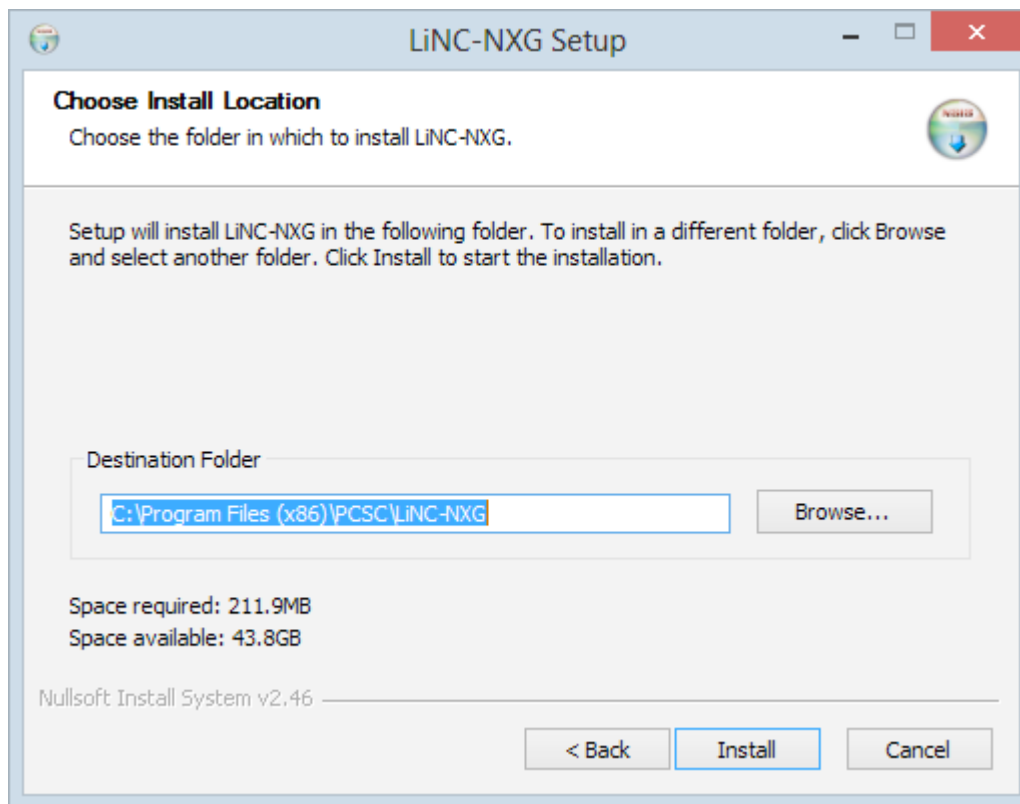 LiNC-NXG Setup
Choose Install Location
Choose the folder in which to install LiNC-NXG.
Setup will install LiNC-NXG in the following folder. To install in a different folder, click Browse
and select another folder. Click Install to start the installation.
Destination Folder
C:\Program Files (x86)\PCSC\LiNC-NXG
Browse...
Space required: 211.9MB
Space available: 43.8GB
Nullsoft Install System v2.46
< Back
Install
Cancel